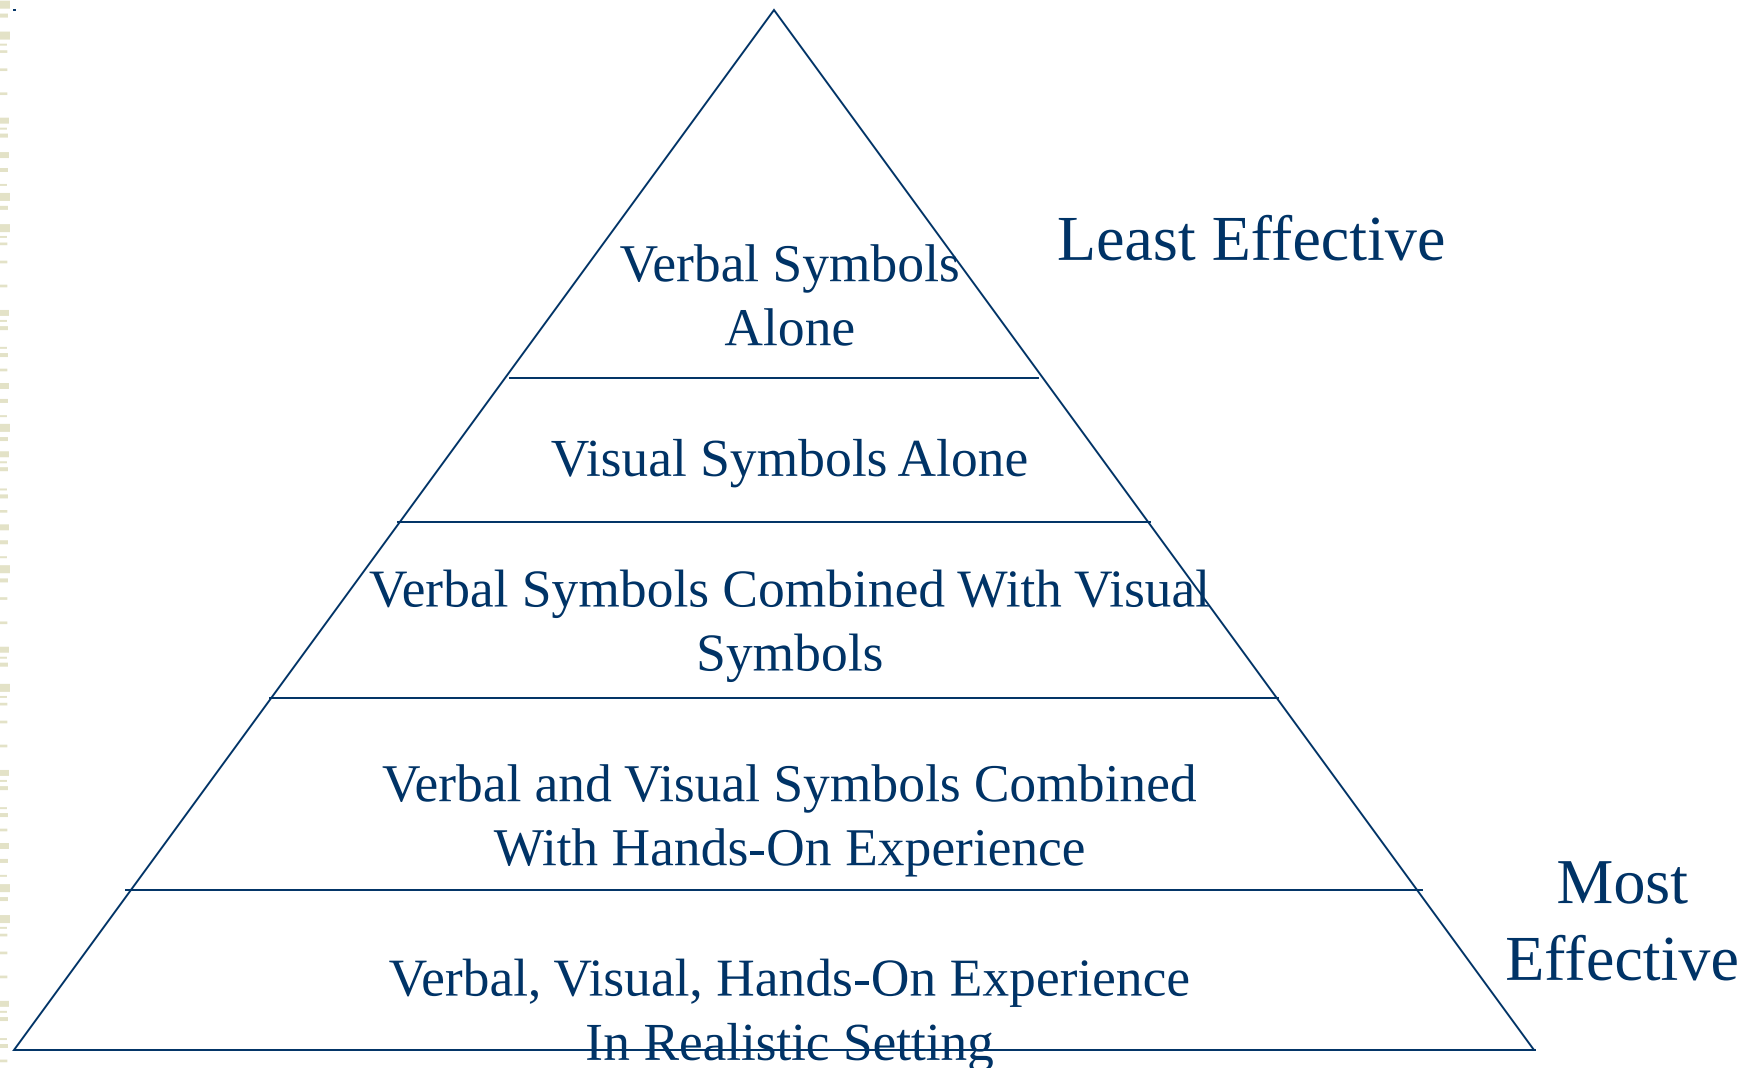 Least Effective
Verbal Symbols
Alone
Visual Symbols Alone
Verbal Symbols Combined With Visual
Symbols
Verbal and Visual Symbols Combined
With Hands-On Experience
Most
Effective
Verbal, Visual, Hands-On Experience
In Realistic Setting